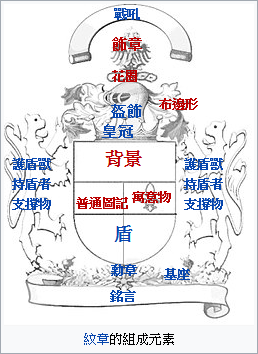 戰吼
飾章
花圈
布邊形
盔飾
皇冠
背景
護盾獸 護盾獸
持盾者 持盾者
支撐物 支撐物
普通圖記 寓意物
盾
勳章 基座
銘言
紋章的組成元素